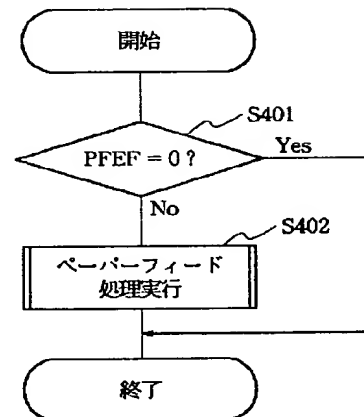 開始
S401
PFEF = 0 ?
Yes
No
S402
ペーパーフィード
処理実行
終了